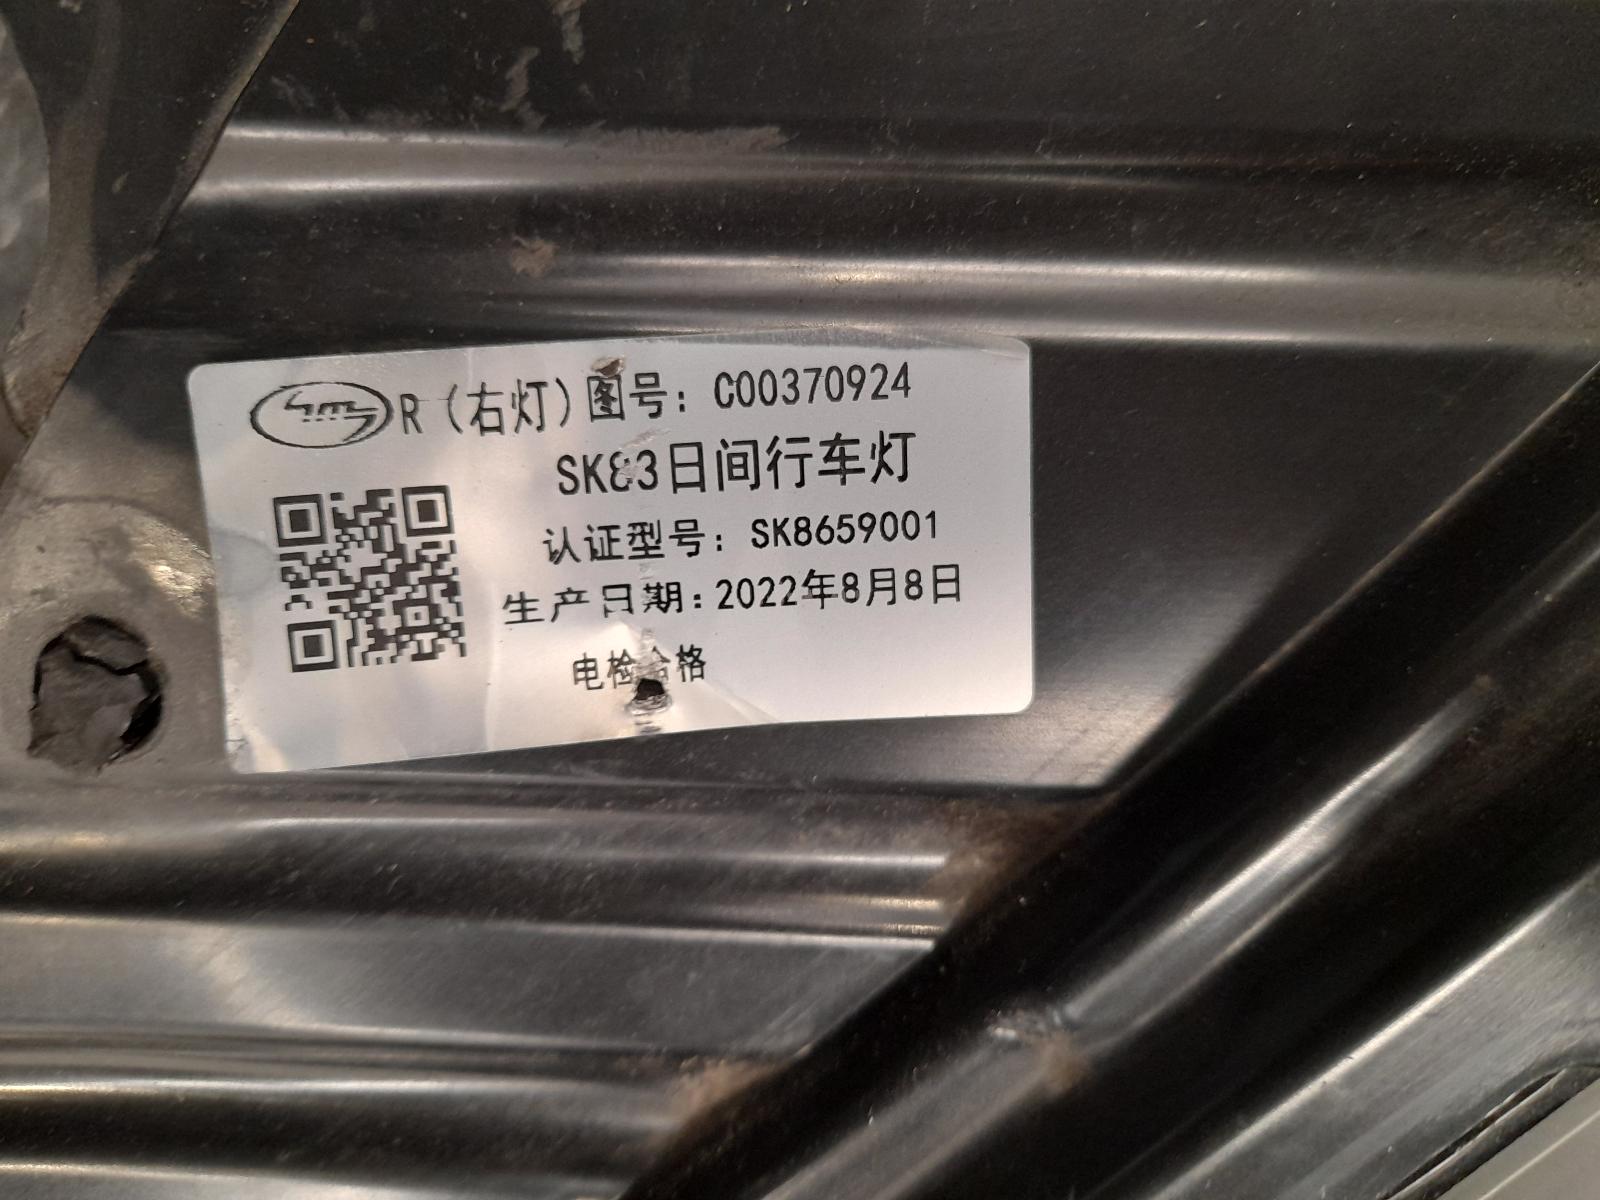 R（右灯）图号：C00370924
SK83日间行车灯
认证型号：SK8659001
生产日期：2022年8月8日
电检合格